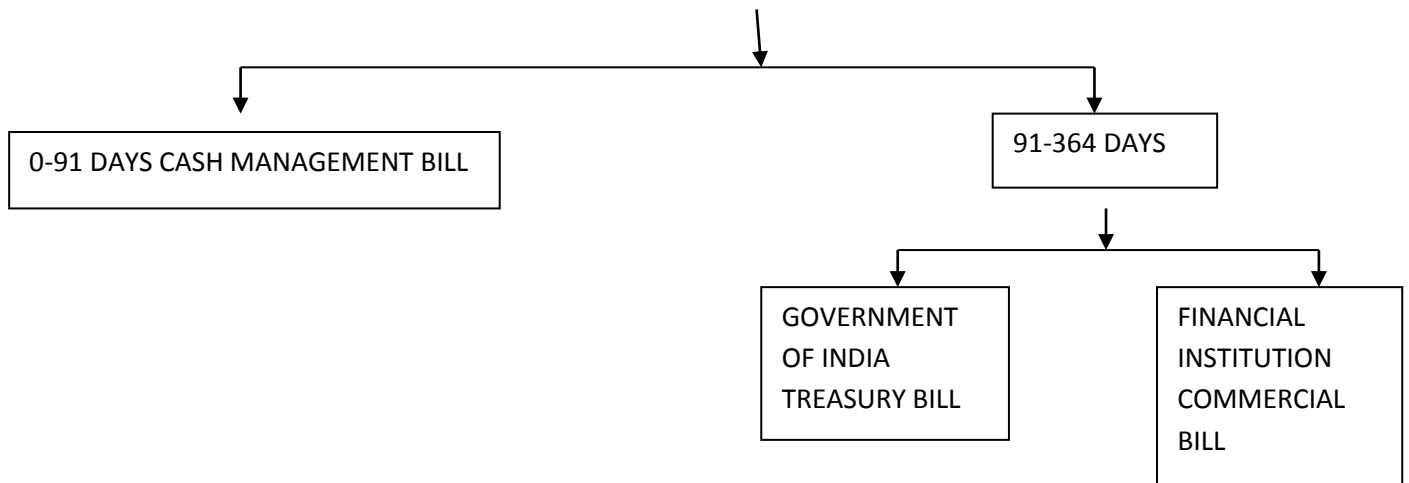 0-91 DAYS CASH MANAGEMENT BILL
91-364 DAYS
GOVERNMENT
OF INDIA
TREASURY BILL
FINANCIAL
INSTITUTION
COMMERCIAL
BILL